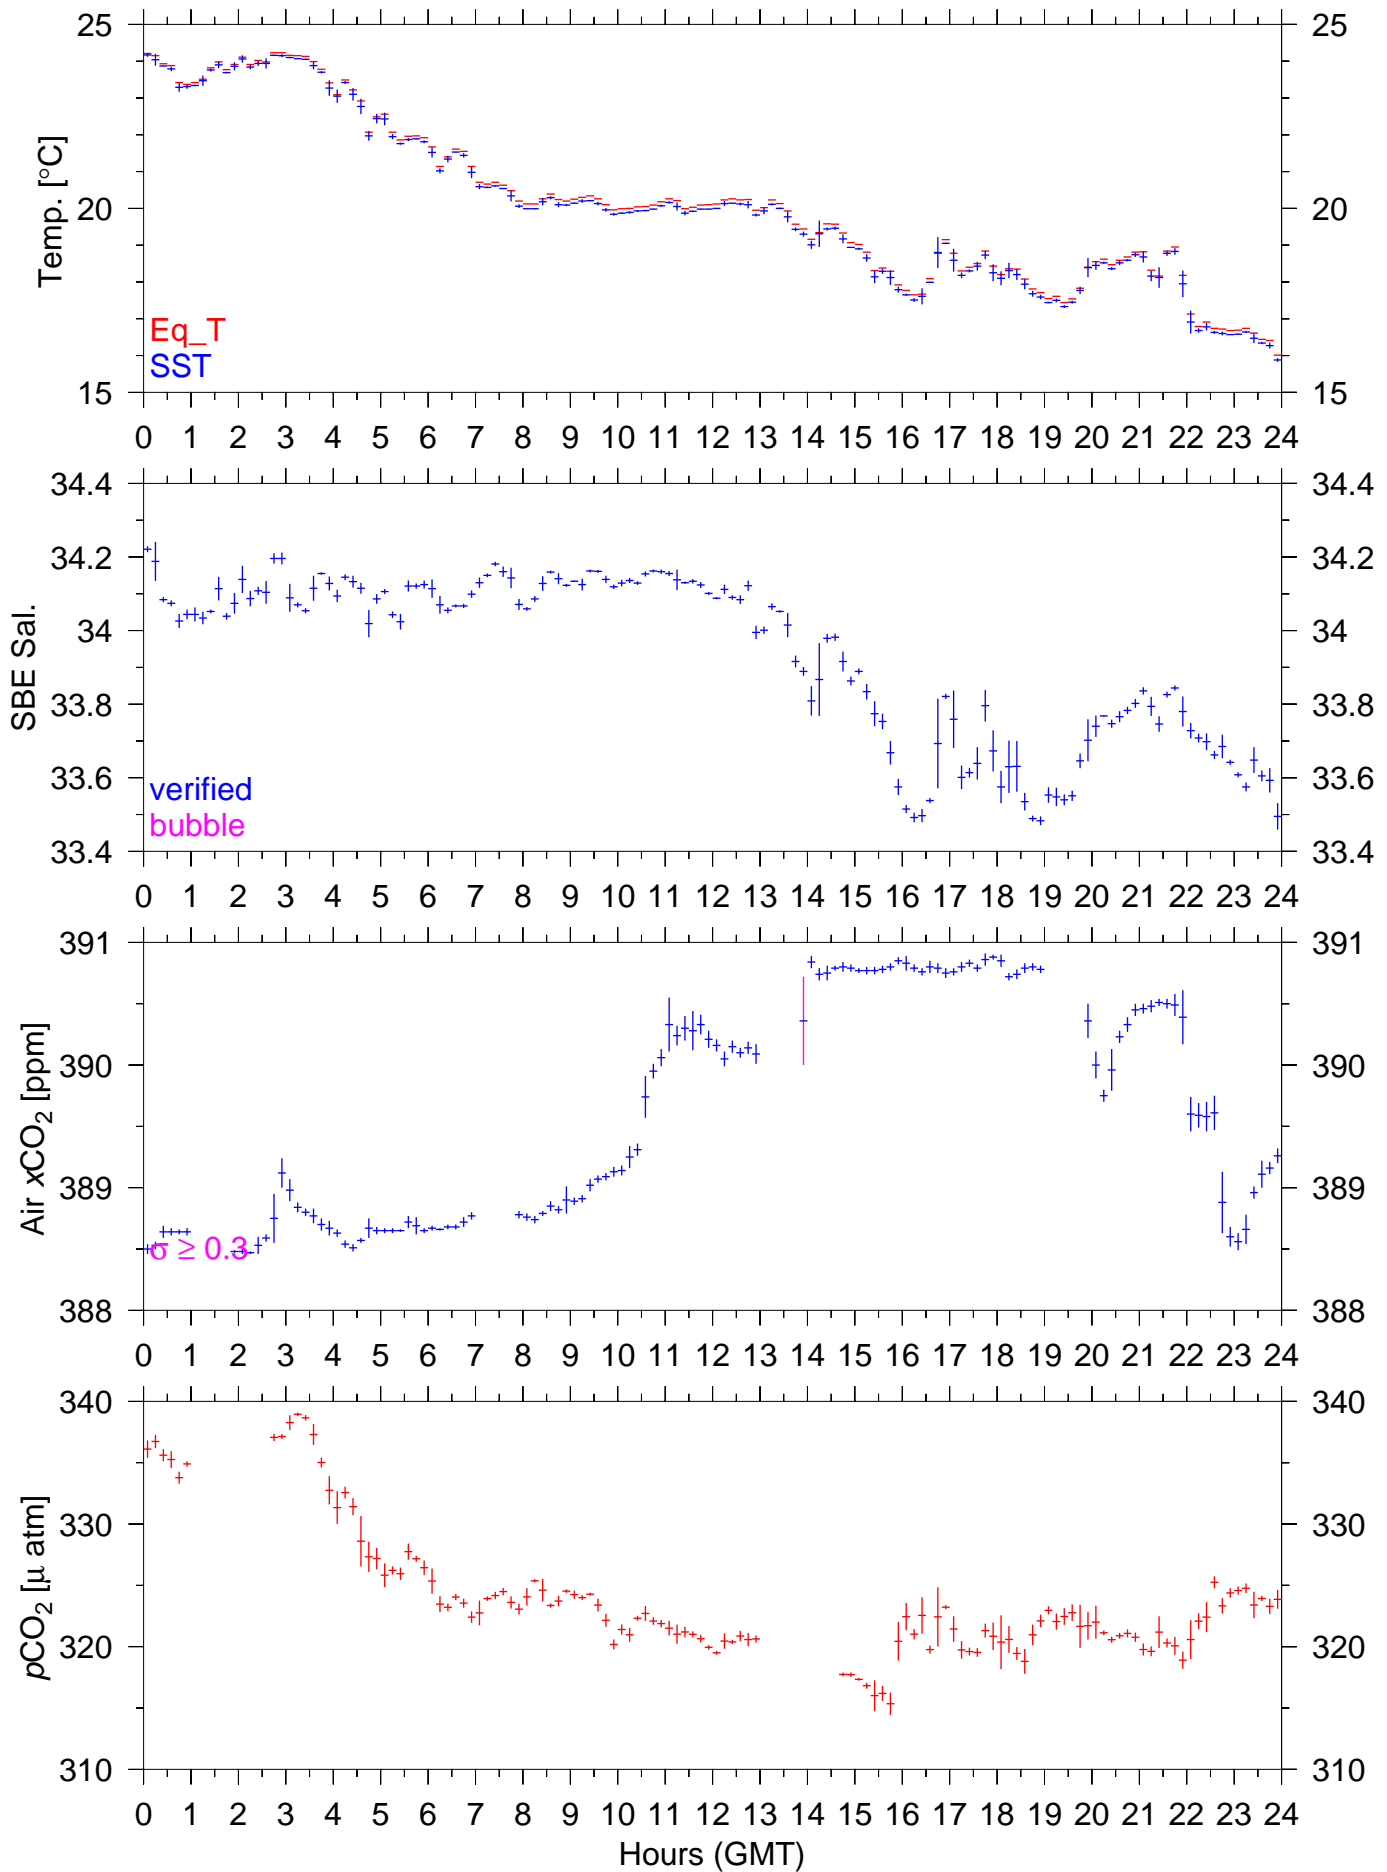 25 25
20 20
15 15
Temp. [°C]
Eq_T
SST
0 1 2 3 4 5 6 7 8 9 10 11 12 13 14 15 16 17 18 19 20 21 22 23 24
34.4 34.4
34.2 34.2
34 34
33.8 33.8
33.6 33.6
33.4 33.4
SBE Sal.
verified
bubble
0 1 2 3 4 5 6 7 8 9 10 11 12 13 14 15 16 17 18 19 20 21 22 23 24
391 391
390 390
389 389
388 388
Air xCO₂ [ppm]
σ ≥ 0.3
0 1 2 3 4 5 6 7 8 9 10 11 12 13 14 15 16 17 18 19 20 21 22 23 24
340 340
330 330
320 320
310 310
pCO₂ [µ atm]
0 1 2 3 4 5 6 7 8 9 10 11 12 13 14 15 16 17 18 19 20 21 22 23 24
Hours (GMT)